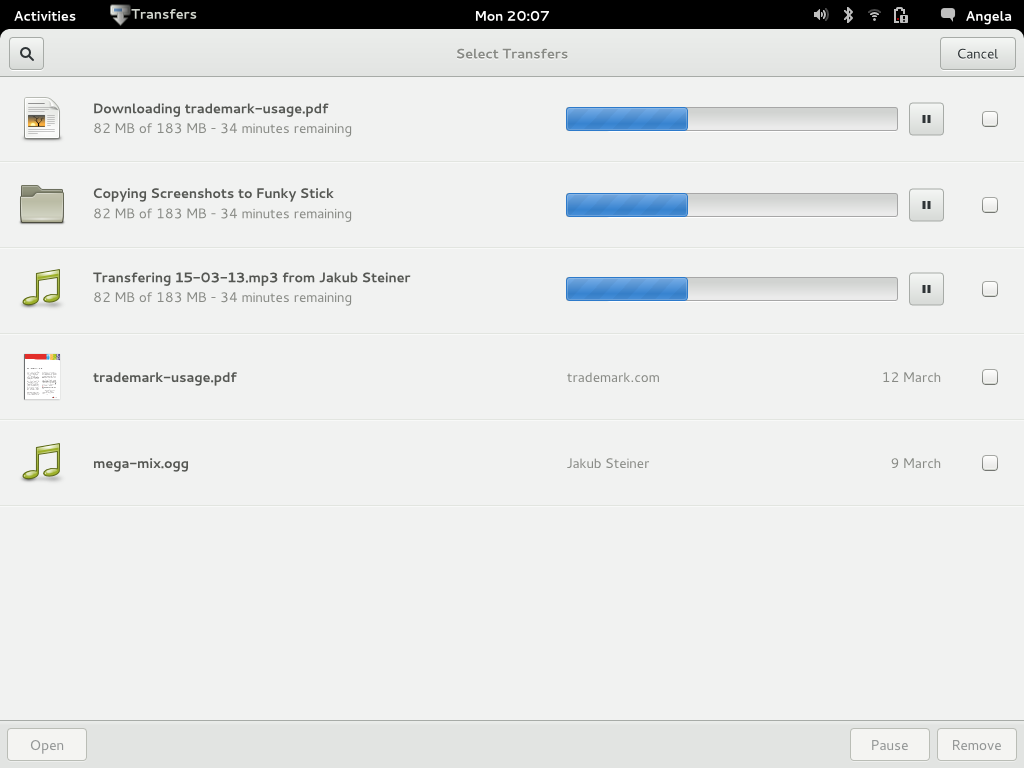 Activities Transfers Mon 20:07 Angela
Select Transfers Cancel
Downloading trademark-usage.pdf
82 MB of 183 MB - 34 minutes remaining
Copying Screenshots to Funky Stick
82 MB of 183 MB - 34 minutes remaining
Transfering 15-03-13.mp3 from Jakub Steiner
82 MB of 183 MB - 34 minutes remaining
trademark-usage.pdf trademark.com 12 March
mega-mix.ogg Jakub Steiner 9 March
Open Pause Remove